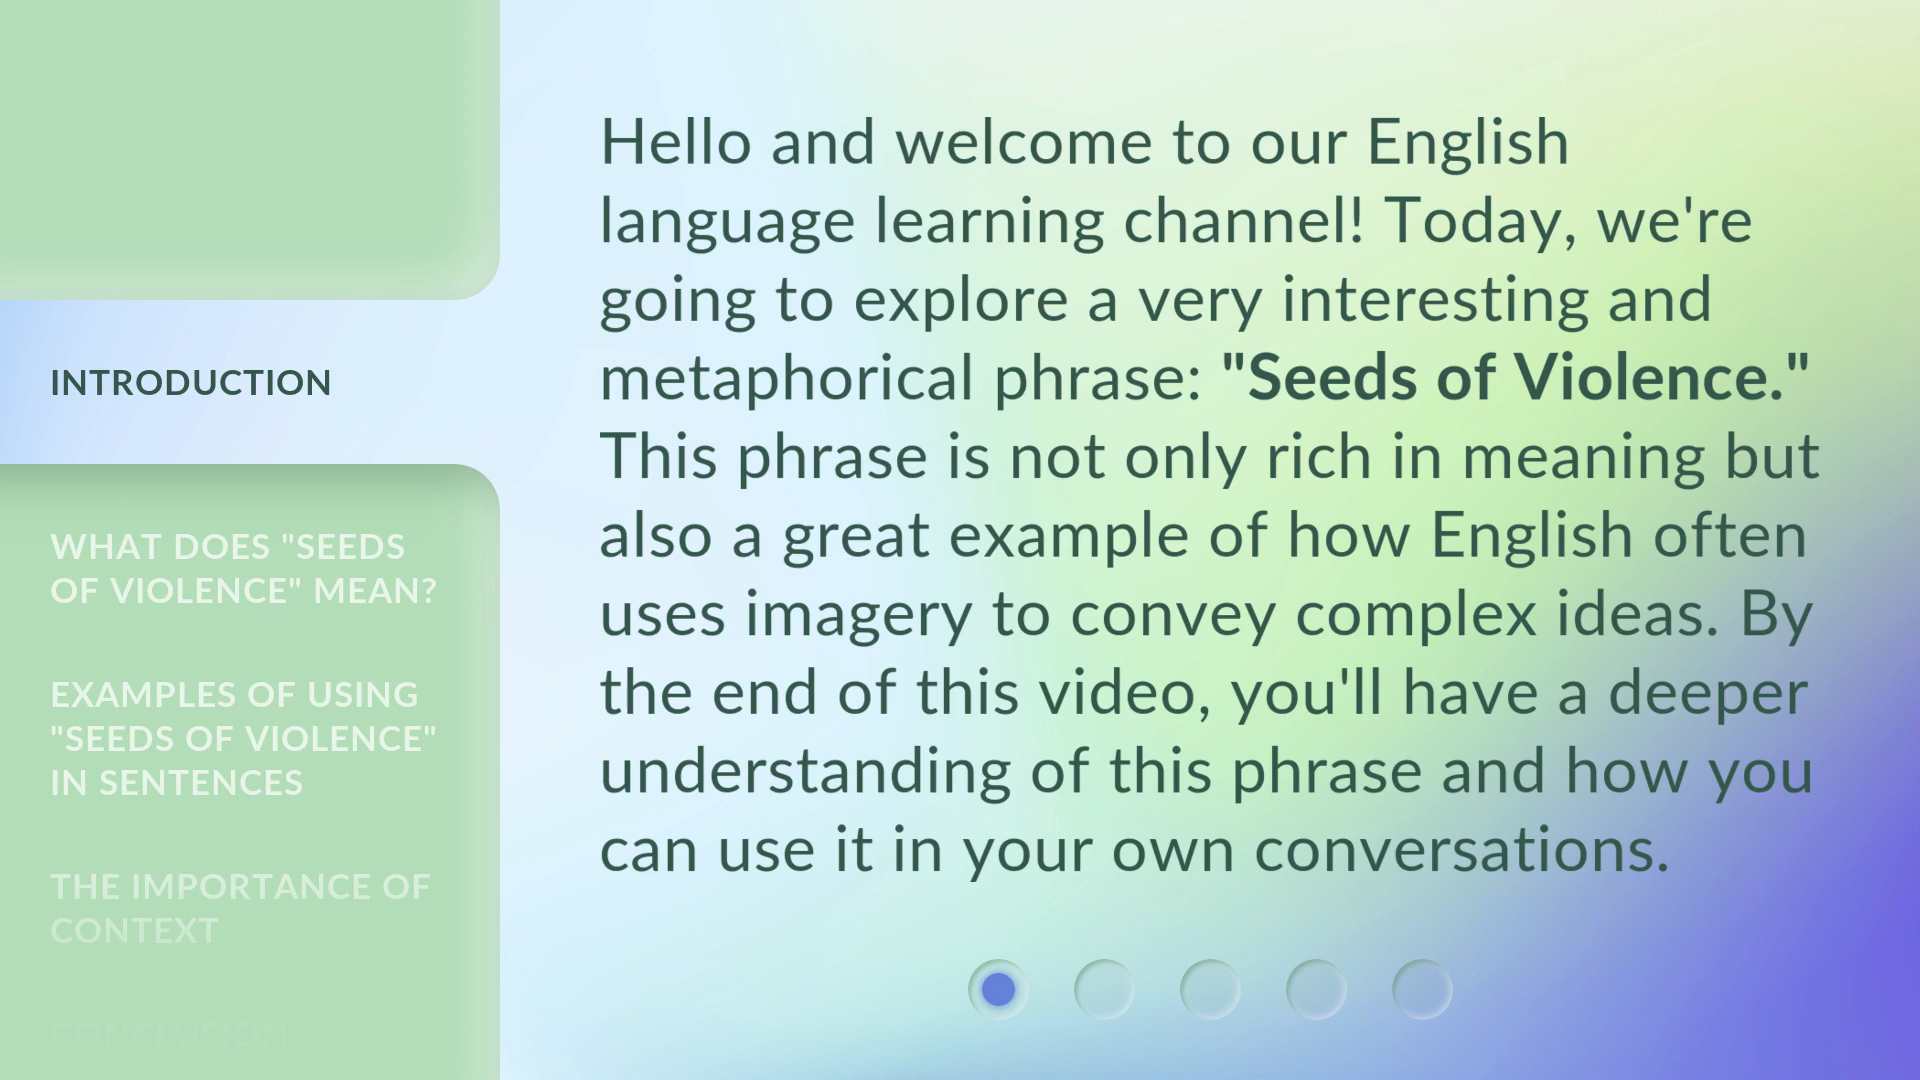 INTRODUCTION
WHAT DOES "SEEDS
OF VIOLENCE" MEAN?
EXAMPLES OF USING
"SEEDS OF VIOLENCE"
IN SENTENCES
THE IMPORTANCE OF
CONTEXT
CONCLUSION
Hello and welcome to our English
language learning channel! Today, we're
going to explore a very interesting and
metaphorical phrase: "Seeds of Violence."
This phrase is not only rich in meaning but
also a great example of how English often
uses imagery to convey complex ideas. By
the end of this video, you'll have a deeper
understanding of this phrase and how you
can use it in your own conversations.